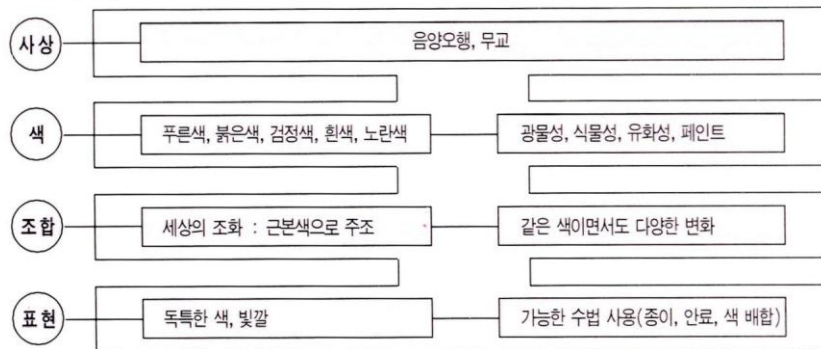 사상
음양오행, 무교
색
푸른색, 붉은색, 검정색, 흰색, 노란색
광물성, 식물성, 유화성, 페인트
조합
세상의 조화 : 근본색으로 주조
같은 색이면서도 다양한 변화
표현
독특한 색, 빛깔
가능한 수법 사용(종이, 안료, 색 배합)